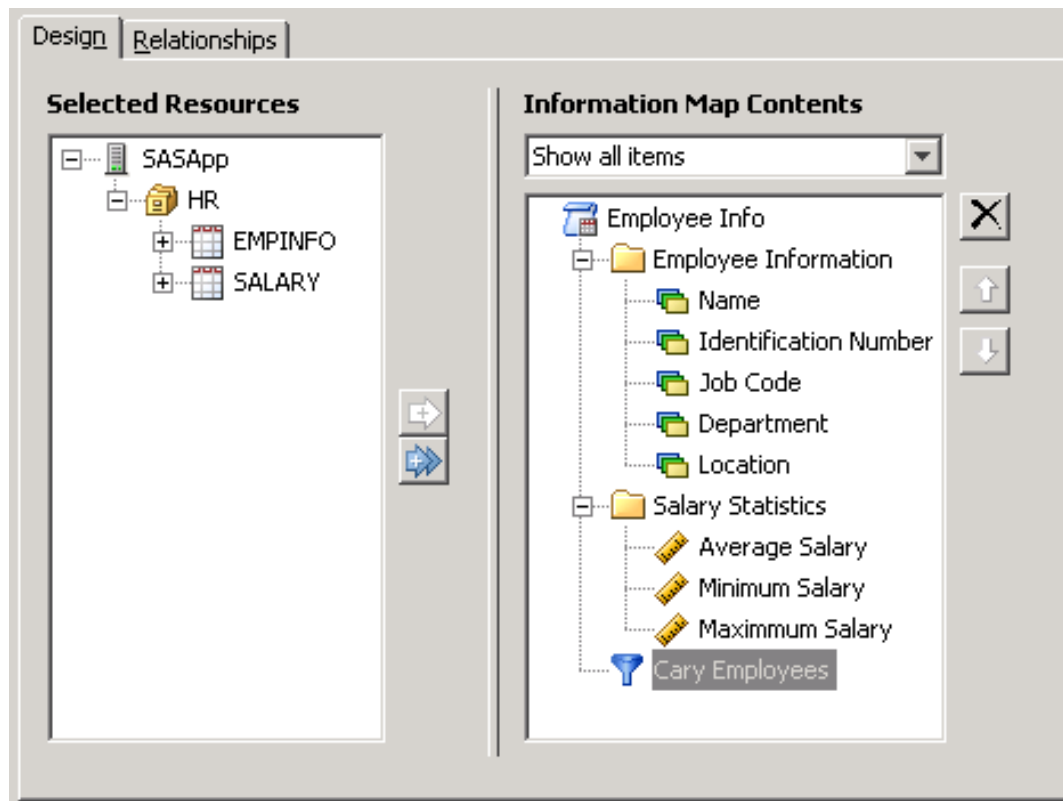 Design
Relationships
Selected Resources
SASApp
HR
EMPINFO
SALARY
Information Map Contents
Show all items
Employee Info
Employee Information
Name
Identification Number
Job Code
Department
Location
Salary Statistics
Average Salary
Minimum Salary
Maximmum Salary
Cary Employees